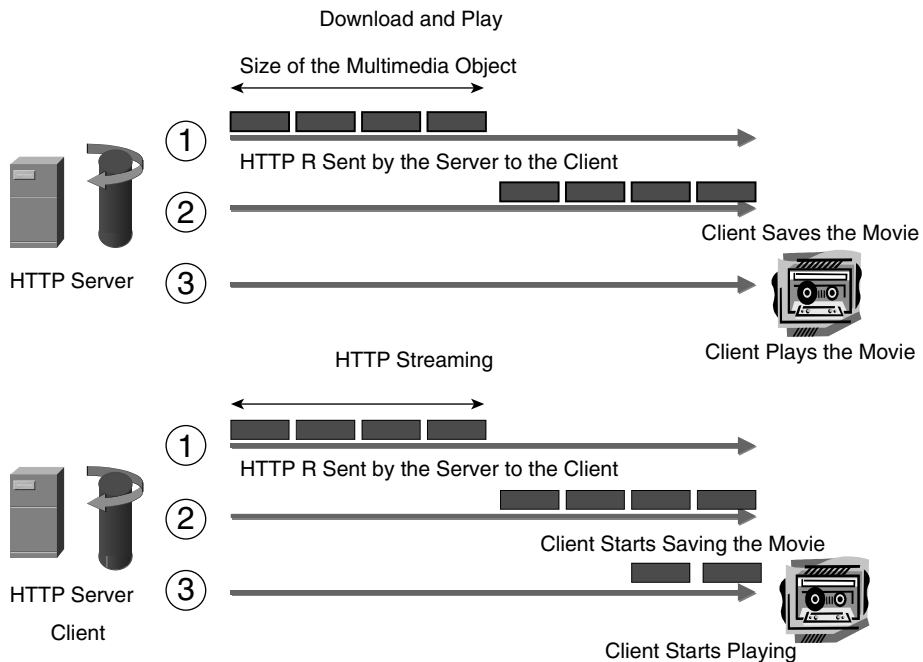 Download and Play
Size of the Multimedia Object
1
HTTP R Sent by the Server to the Client
2
Client Saves the Movie
HTTP Server
3
Client Plays the Movie
HTTP Streaming
1
HTTP R Sent by the Server to the Client
2
Client Starts Saving the Movie
3
HTTP Server
Client
Client Starts Playing